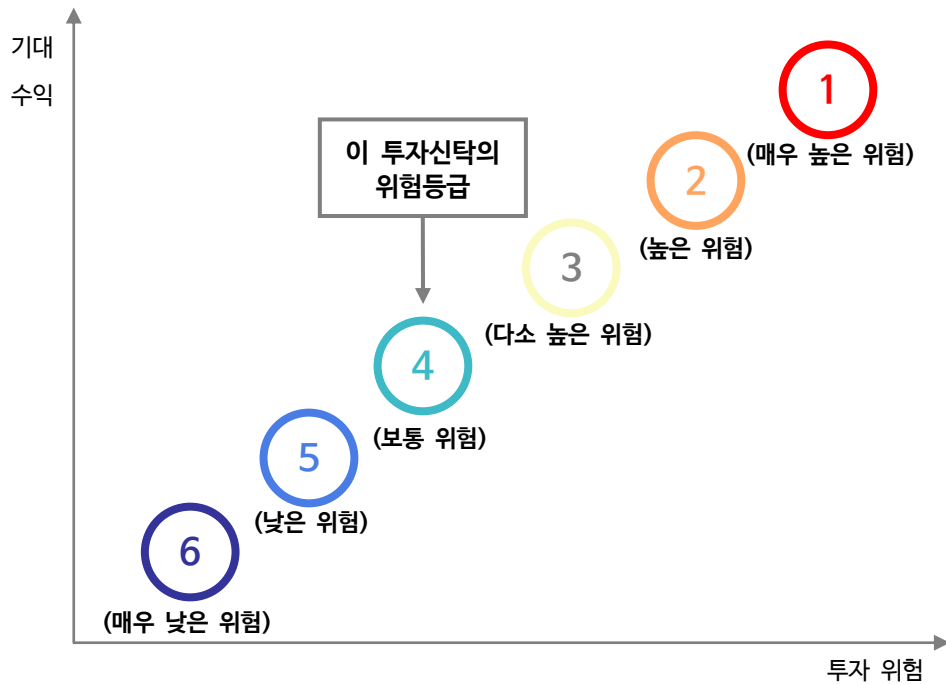 기대
수익
1
(매우 높은 위험)
이 투자신탁의
위험등급
2
(높은 위험)
3
(다소 높은 위험)
4
(보통 위험)
5
(낮은 위험)
6
(매우 낮은 위험)
투자 위험